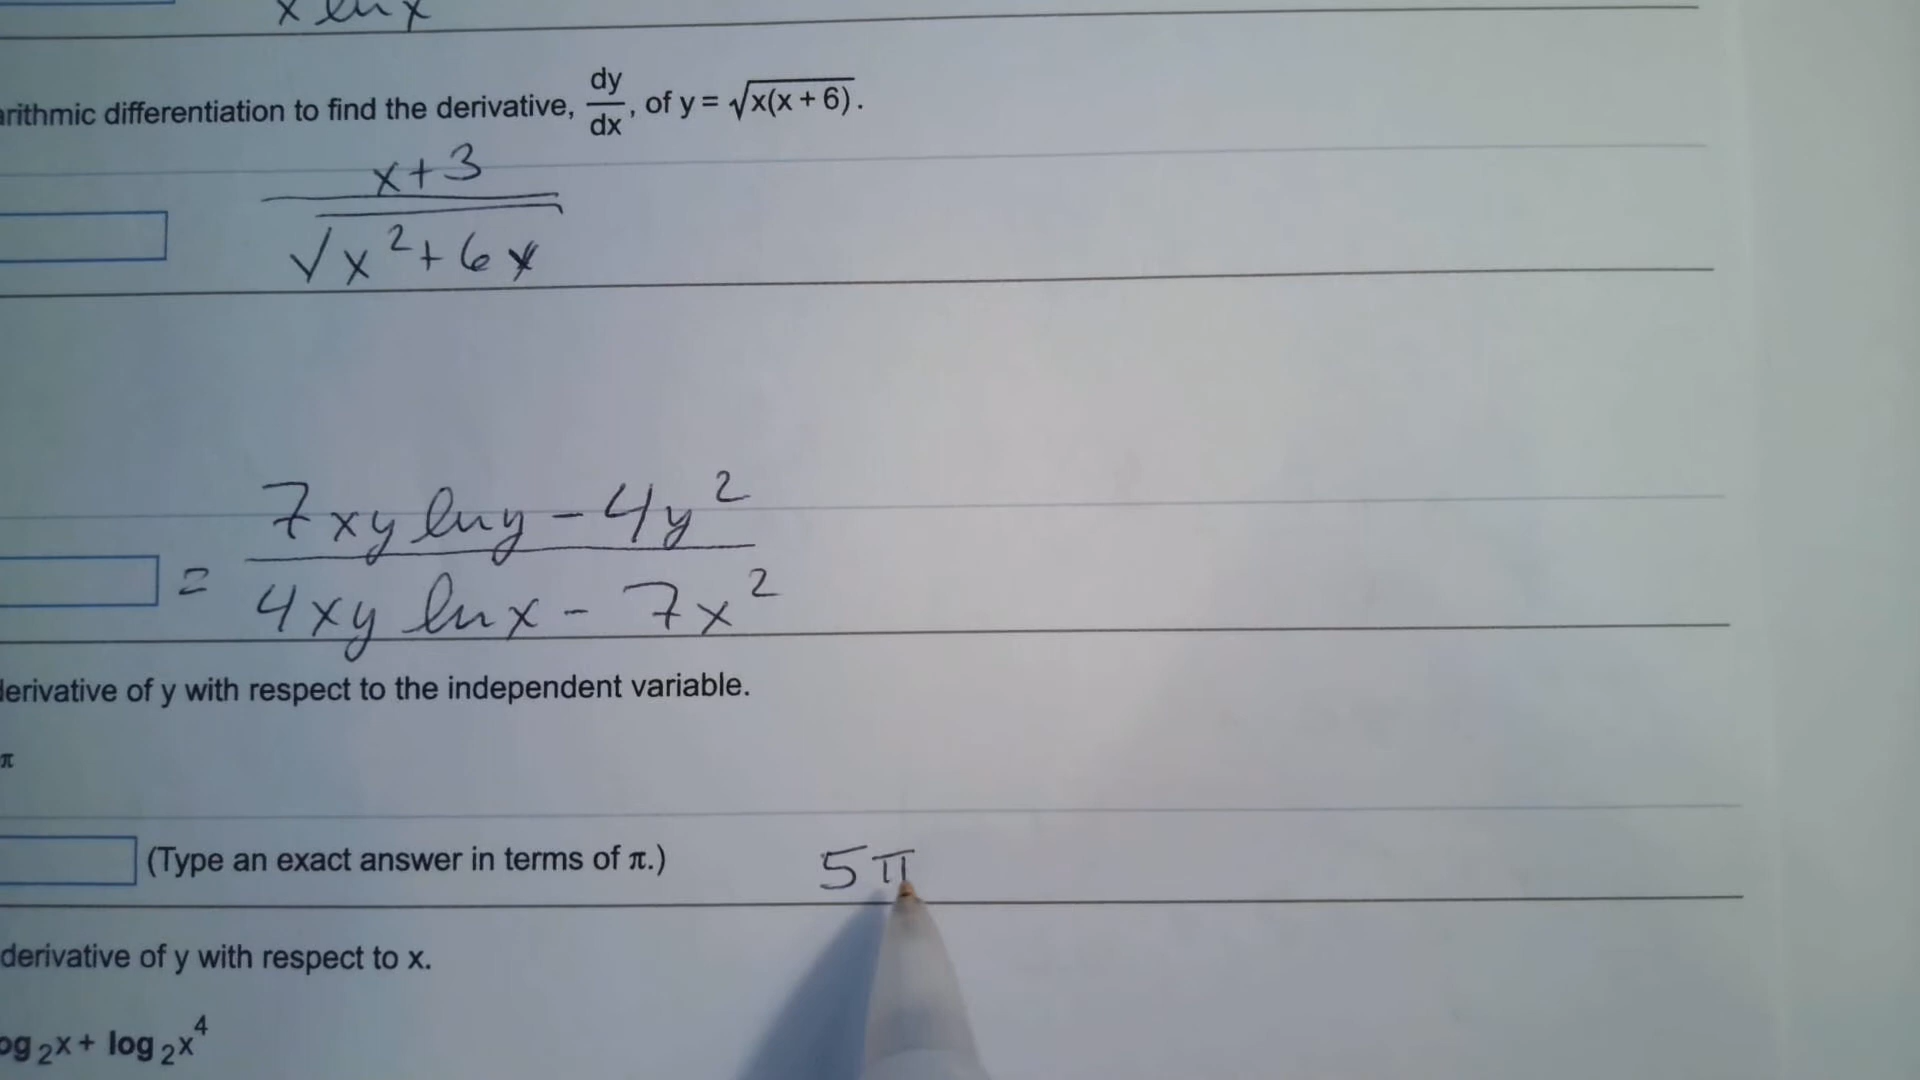 x ln x
arithmic differentiation to find the derivative, dy/dx, of y = √x(x + 6).
x+3
√x²+6x
7xy ln y - 4y²
=
4xy ln x - 7x²
derivative of y with respect to the independent variable.
π
(Type an exact answer in terms of π.) 5π
derivative of y with respect to x.
og₂x + log₂x⁴